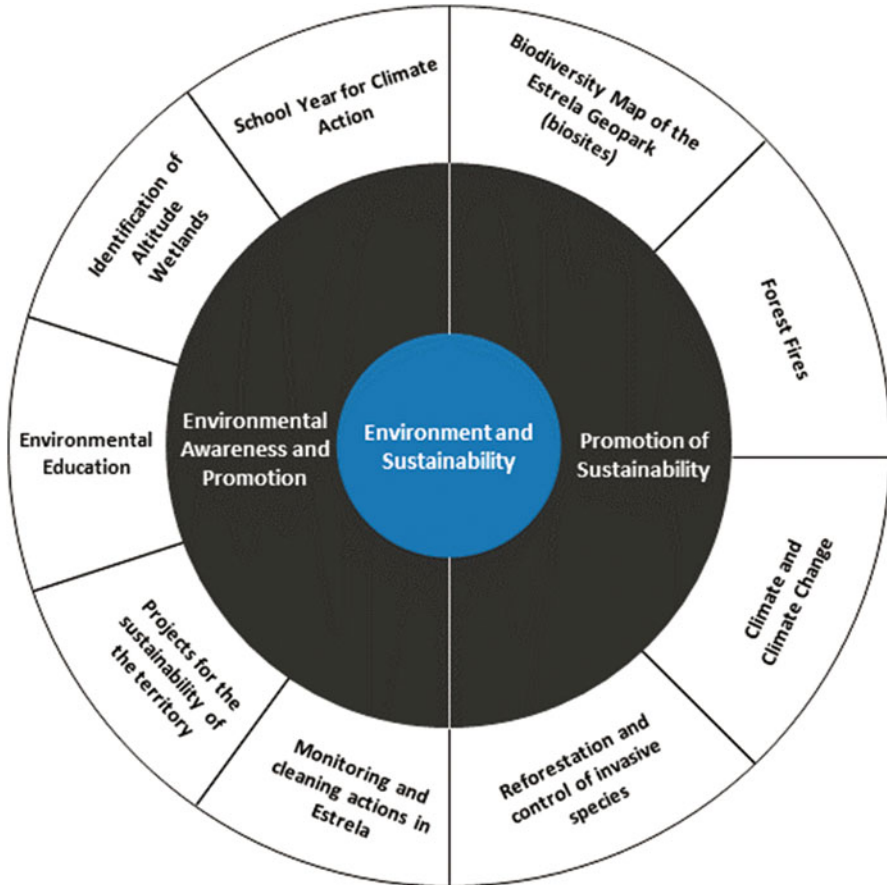 School Year for Climate
Action
Biodiversity Map of the
Estrela Geopark
(biosites)
Identification of
Altitude
Wetlands
Forest Fires
Environmental
Education
Environmental
Awareness and
Promotion
Environment and
Sustainability
Promotion of
Sustainability
Climate and
Climate Change
Projects for the
sustainability of
the territory
Monitoring and
cleaning actions in
Estrela
Reforestation and
control of invasive
species